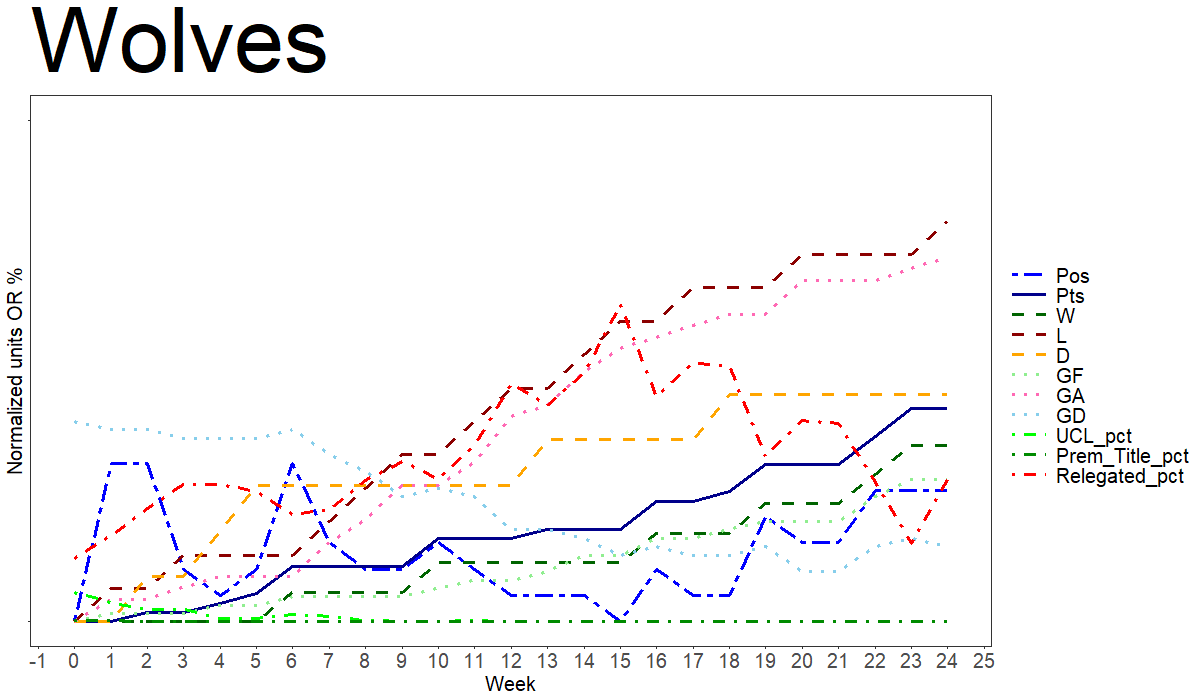 Wolves
Normalized units OR %
Pos
Pts
W
L
D
GF
GA
GD
UCL_pct
Prem_Title_pct
Relegated_pct
-1 0 1 2 3 4 5 6 7 8 9 10 11 12 13 14 15 16 17 18 19 20 21 22 23 24 25
Week